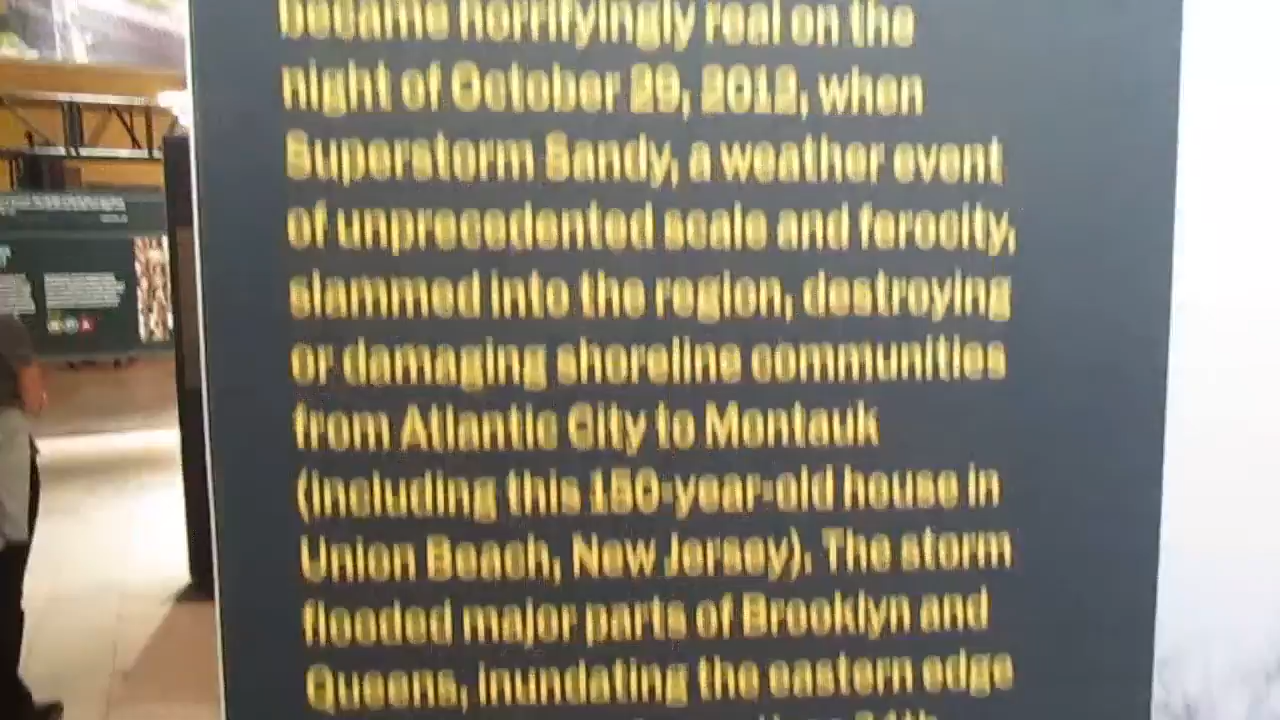 became horrifyingly real on the
night of October 29, 2012, when
Superstorm Sandy, a weather event
of unprecedented scale and ferocity,
slammed into the region, destroying
or damaging shoreline communities
from Atlantic City to Montauk
(including this 150-year-old house in
Union Beach, New Jersey). The storm
flooded major parts of Brooklyn and
Queens, inundating the eastern edge
34th